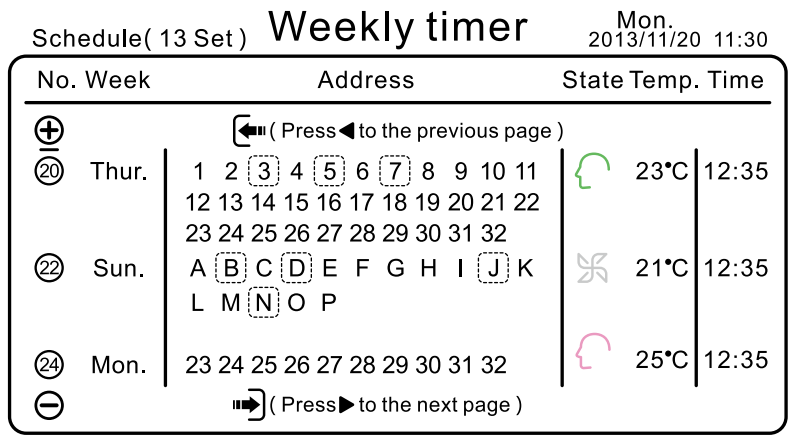 Schedule( 13 Set ) Weekly timer Mon.
2013/11/20 11:30
No. Week Address State Temp. Time
( Press◀to the previous page )
⑳ Thur. 1 2 3 4 5 6 7 8 9 10 11 23°C 12:35
12 13 14 15 16 17 18 19 20 21 22
23 24 25 26 27 28 29 30 31 32
㉒ Sun. A B C D E F G H I J K 21°C 12:35
L M N O P
㉔ Mon. 23 24 25 26 27 28 29 30 31 32 25°C 12:35
( Press▶to the next page )